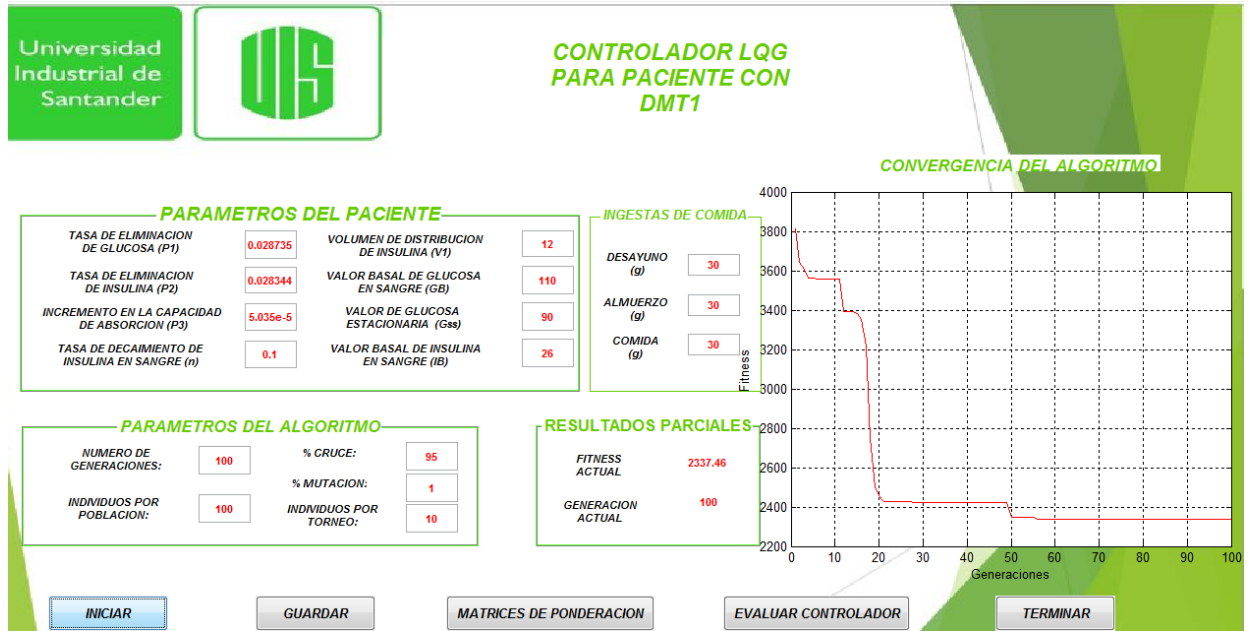 Universidad
Industrial de
Santander
UIS
CONTROLADOR LQG
PARA PACIENTE CON
DMT1
PARAMETROS DEL PACIENTE
TASA DE ELIMINACION
DE GLUCOSA (P1)
0.028735
VOLUMEN DE DISTRIBUCION
DE INSULINA (V1)
12
TASA DE ELIMINACION
DE INSULINA (P2)
0.028344
VALOR BASAL DE GLUCOSA
EN SANGRE (GB)
110
INCREMENTO EN LA CAPACIDAD
DE ABSORCION (P3)
5.035e-5
VALOR DE GLUCOSA
ESTACIONARIA (Gss)
90
TASA DE DECAIMIENTO DE
INSULINA EN SANGRE (n)
0.1
VALOR BASAL DE INSULINA
EN SANGRE (IB)
26
INGESTAS DE COMIDA
DESAYUNO
(g)
30
ALMUERZO
(g)
30
COMIDA
(g)
30
PARAMETROS DEL ALGORITMO
NUMERO DE
GENERACIONES:
100
% CRUCE:
95
% MUTACION:
1
INDIVIDUOS POR
POBLACION:
100
INDIVIDUOS POR
TORNEO:
10
RESULTADOS PARCIALES
FITNESS
ACTUAL
2337.46
GENERACION
ACTUAL
100
CONVERGENCIA DEL ALGORITMO
4000
3800
3600
3400
3200
3000
2800
2600
2400
2200
Fitness
0 10 20 30 40 50 60 70 80 90 100
Generaciones
INICIAR
GUARDAR
MATRICES DE PONDERACION
EVALUAR CONTROLADOR
TERMINAR